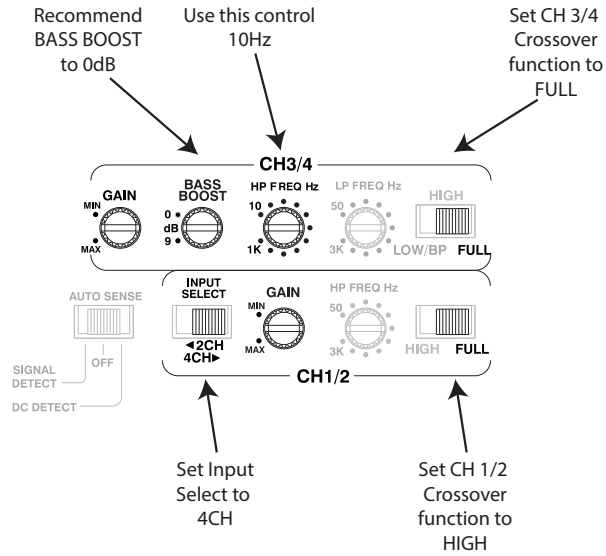 Recommend
BASS BOOST
to 0dB
Use this control
10Hz
Set CH 3/4
Crossover
function to
FULL
CH3/4
GAIN
MIN
MAX
BASS
BOOST
0
dB
9
HP FREQ Hz
10
1K
LP FREQ Hz
50
3K
HIGH
LOW/BP FULL
AUTO SENSE
OFF
SIGNAL
DETECT
DC DETECT
INPUT
SELECT
◄2CH
4CH►
GAIN
MIN
MAX
HP FREQ Hz
50
3K
HIGH FULL
CH1/2
Set Input
Select to
4CH
Set CH 1/2
Crossover
function to
HIGH